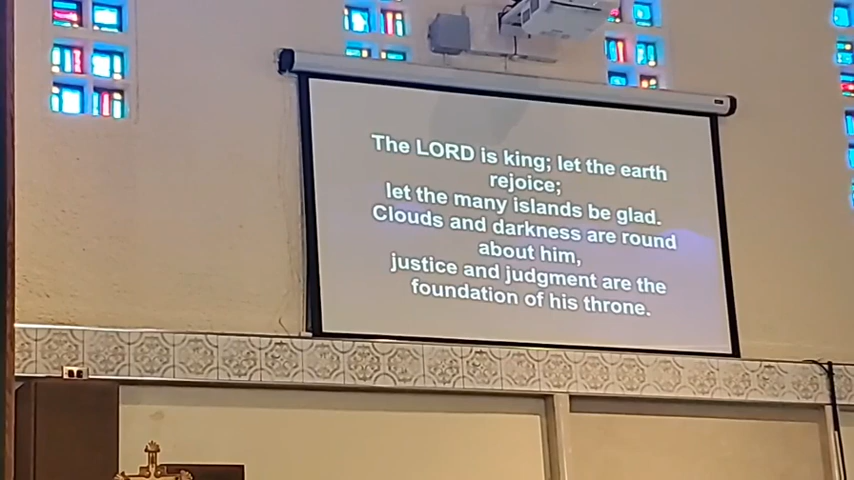 The LORD is king; let the earth
rejoice;
let the many islands be glad.
Clouds and darkness are round
about him,
justice and judgment are the
foundation of his throne.